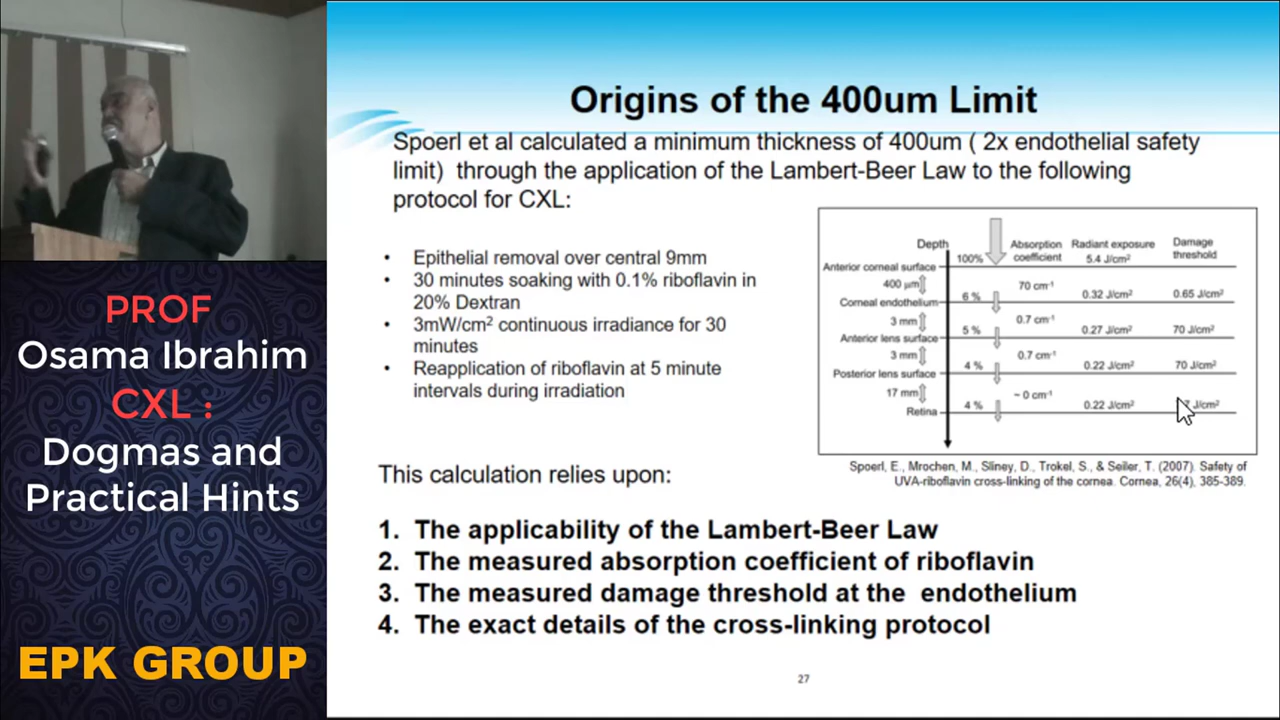 PROF
Osama Ibrahim
CXL :
Dogmas and
Practical Hints
EPK GROUP
Origins of the 400um Limit
Spoerl et al calculated a minimum thickness of 400um ( 2x endothelial safety
limit) through the application of the Lambert-Beer Law to the following
protocol for CXL:
• Epithelial removal over central 9mm
• 30 minutes soaking with 0.1% riboflavin in
20% Dextran
• 3mW/cm² continuous irradiance for 30
minutes
• Reapplication of riboflavin at 5 minute
intervals during irradiation
Depth
100%
Absorption
coefficient
Radiant exposure
5.4 J/cm²
Damage
threshold
Anterior corneal surface
400 µm
70 cm⁻¹
Corneal endothelium
6 %
0.32 J/cm²
0.65 J/cm²
3 mm
0.7 cm⁻¹
Anterior lens surface
5 %
0.27 J/cm²
70 J/cm²
3 mm
0.7 cm⁻¹
Posterior lens surface
4 %
0.22 J/cm²
70 J/cm²
17 mm
~ 0 cm⁻¹
Retina
4 %
0.22 J/cm²
J/cm²
Spoerl, E., Mrochen, M., Sliney, D., Trokel, S., & Seiler, T. (2007). Safety of
UVA-riboflavin cross-linking of the cornea. Cornea, 26(4), 385-389.
This calculation relies upon:
1. The applicability of the Lambert-Beer Law
2. The measured absorption coefficient of riboflavin
3. The measured damage threshold at the endothelium
4. The exact details of the cross-linking protocol
27